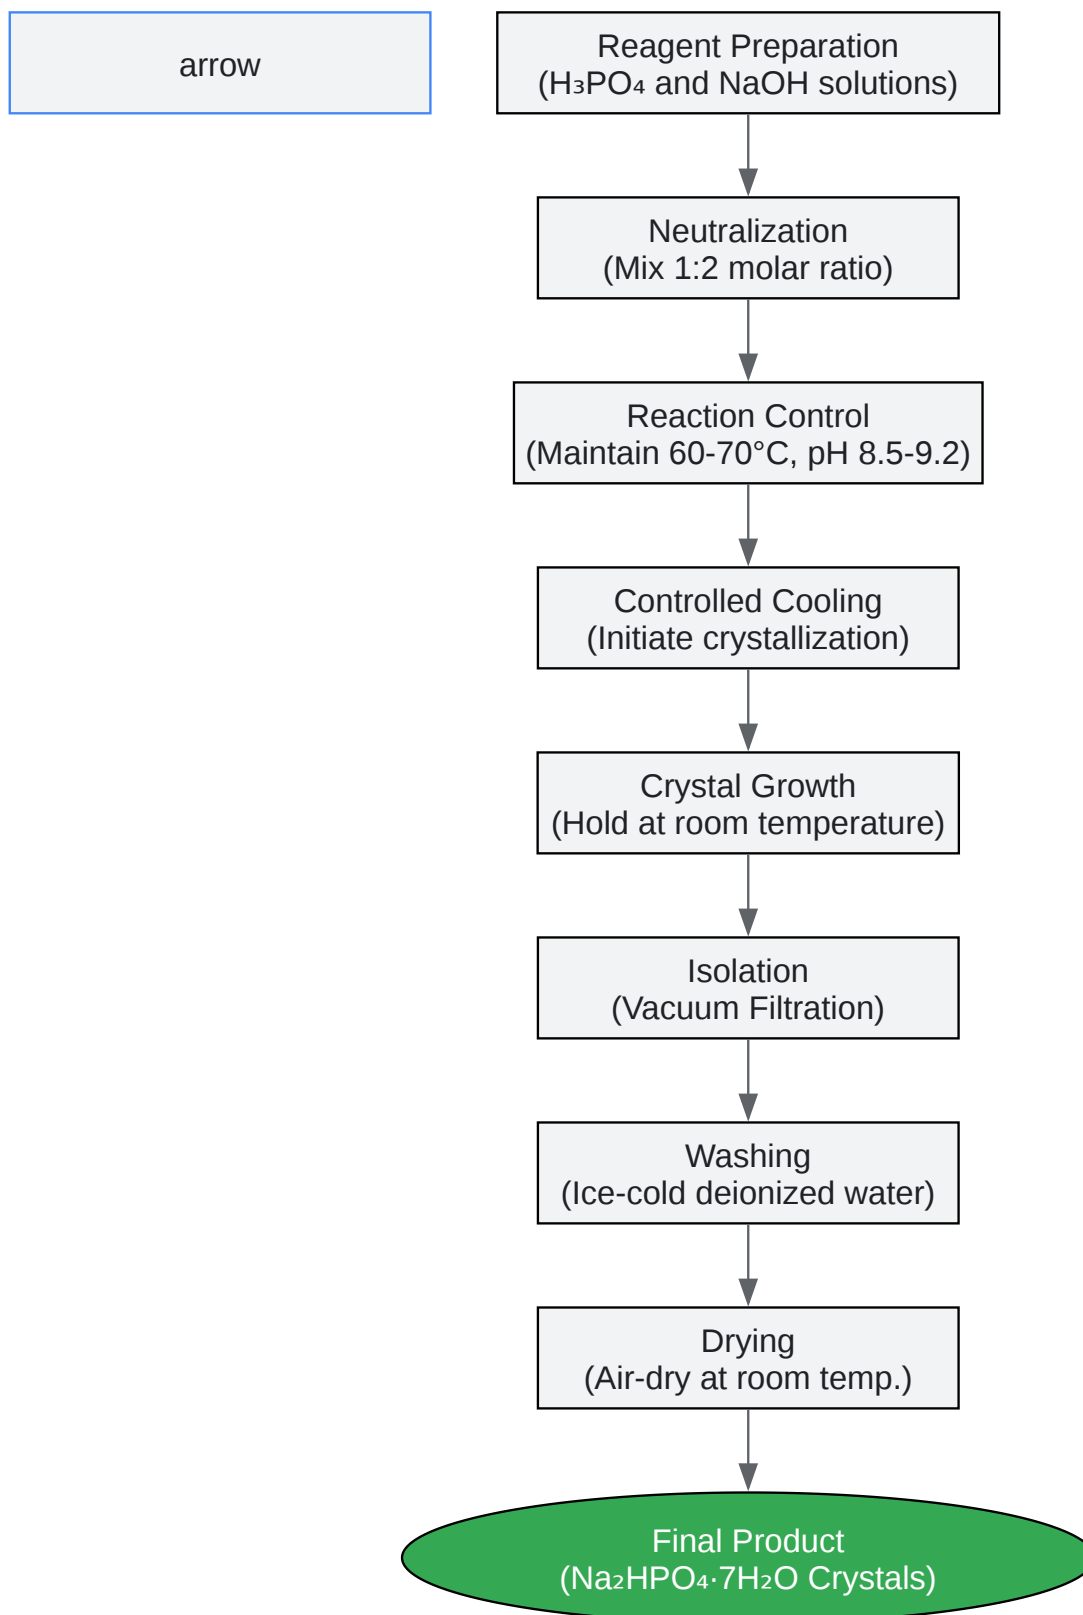 arrow
Reagent Preparation
(H₃PO₄ and NaOH solutions)
Neutralization
(Mix 1:2 molar ratio)
Reaction Control
(Maintain 60-70°C, pH 8.5-9.2)
Controlled Cooling
(Initiate crystallization)
Crystal Growth
(Hold at room temperature)
Isolation
(Vacuum Filtration)
Washing
(Ice-cold deionized water)
Drying
(Air-dry at room temp.)
Final Product
(Na₂HPO₄·7H₂O Crystals)